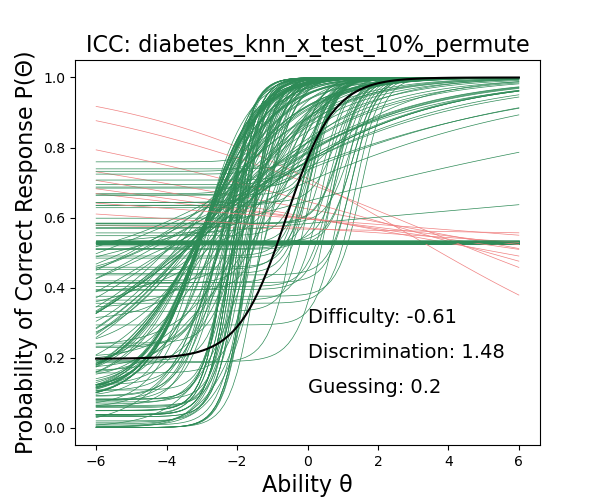 ICC: diabetes_knn_x_test_10%_permute
Probability of Correct Response P(Θ)
1.0
0.8
0.6
0.4
0.2
0.0
Difficulty: -0.61
Discrimination: 1.48
Guessing: 0.2
−6 −4 −2 0 2 4 6
Ability θ